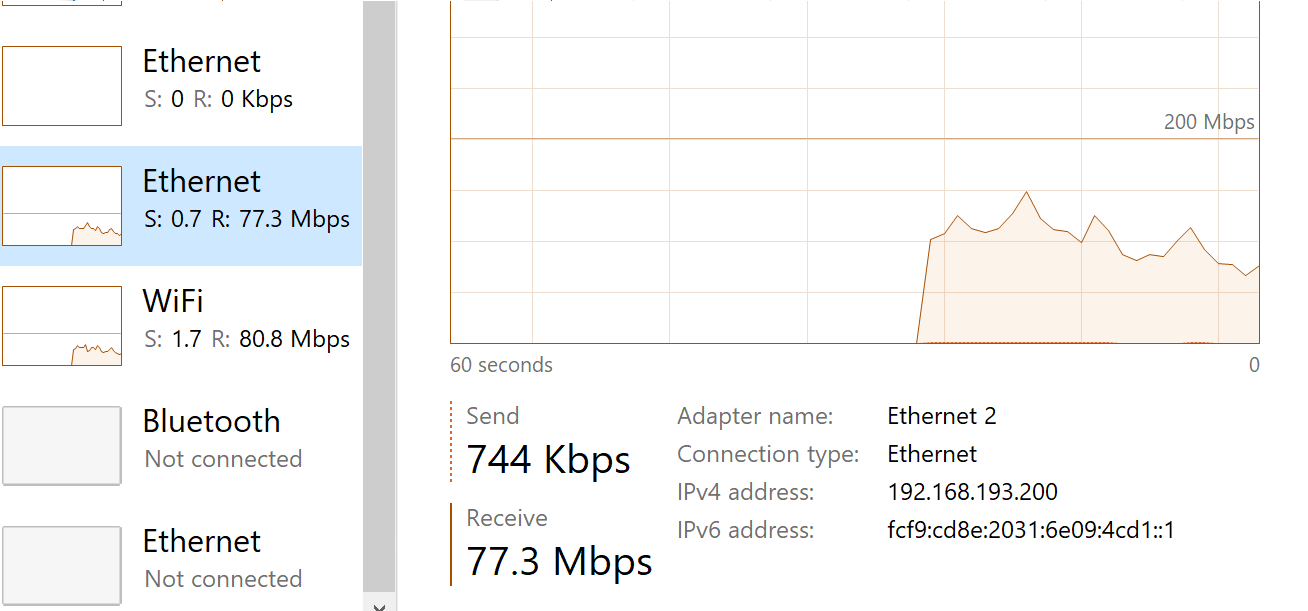 Ethernet
S: 0 R: 0 Kbps
Ethernet
S: 0.7 R: 77.3 Mbps
WiFi
S: 1.7 R: 80.8 Mbps
Bluetooth
Not connected
Ethernet
Not connected
200 Mbps
60 seconds
0
Send
744 Kbps
Receive
77.3 Mbps
Adapter name: Ethernet 2
Connection type: Ethernet
IPv4 address: 192.168.193.200
IPv6 address: fcf9:cd8e:2031:6e09:4cd1::1